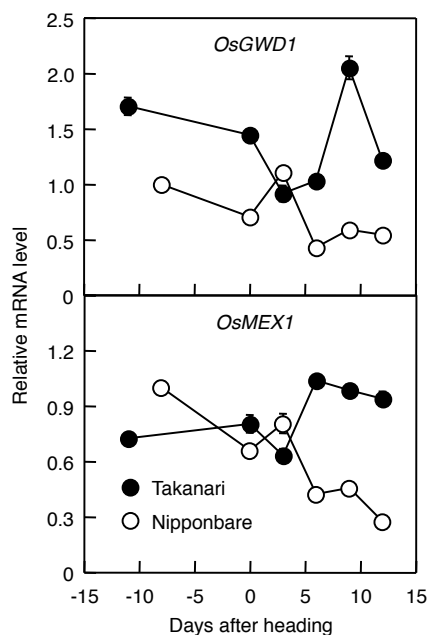 2.5
OsGWD1
2.0
1.5
1.0
0.5
0
Relative mRNA level
OsMEX1
1.2
0.9
0.6
0.3
0
Takanari
Nipponbare
-15 -10 -5 0 5 10 15
Days after heading